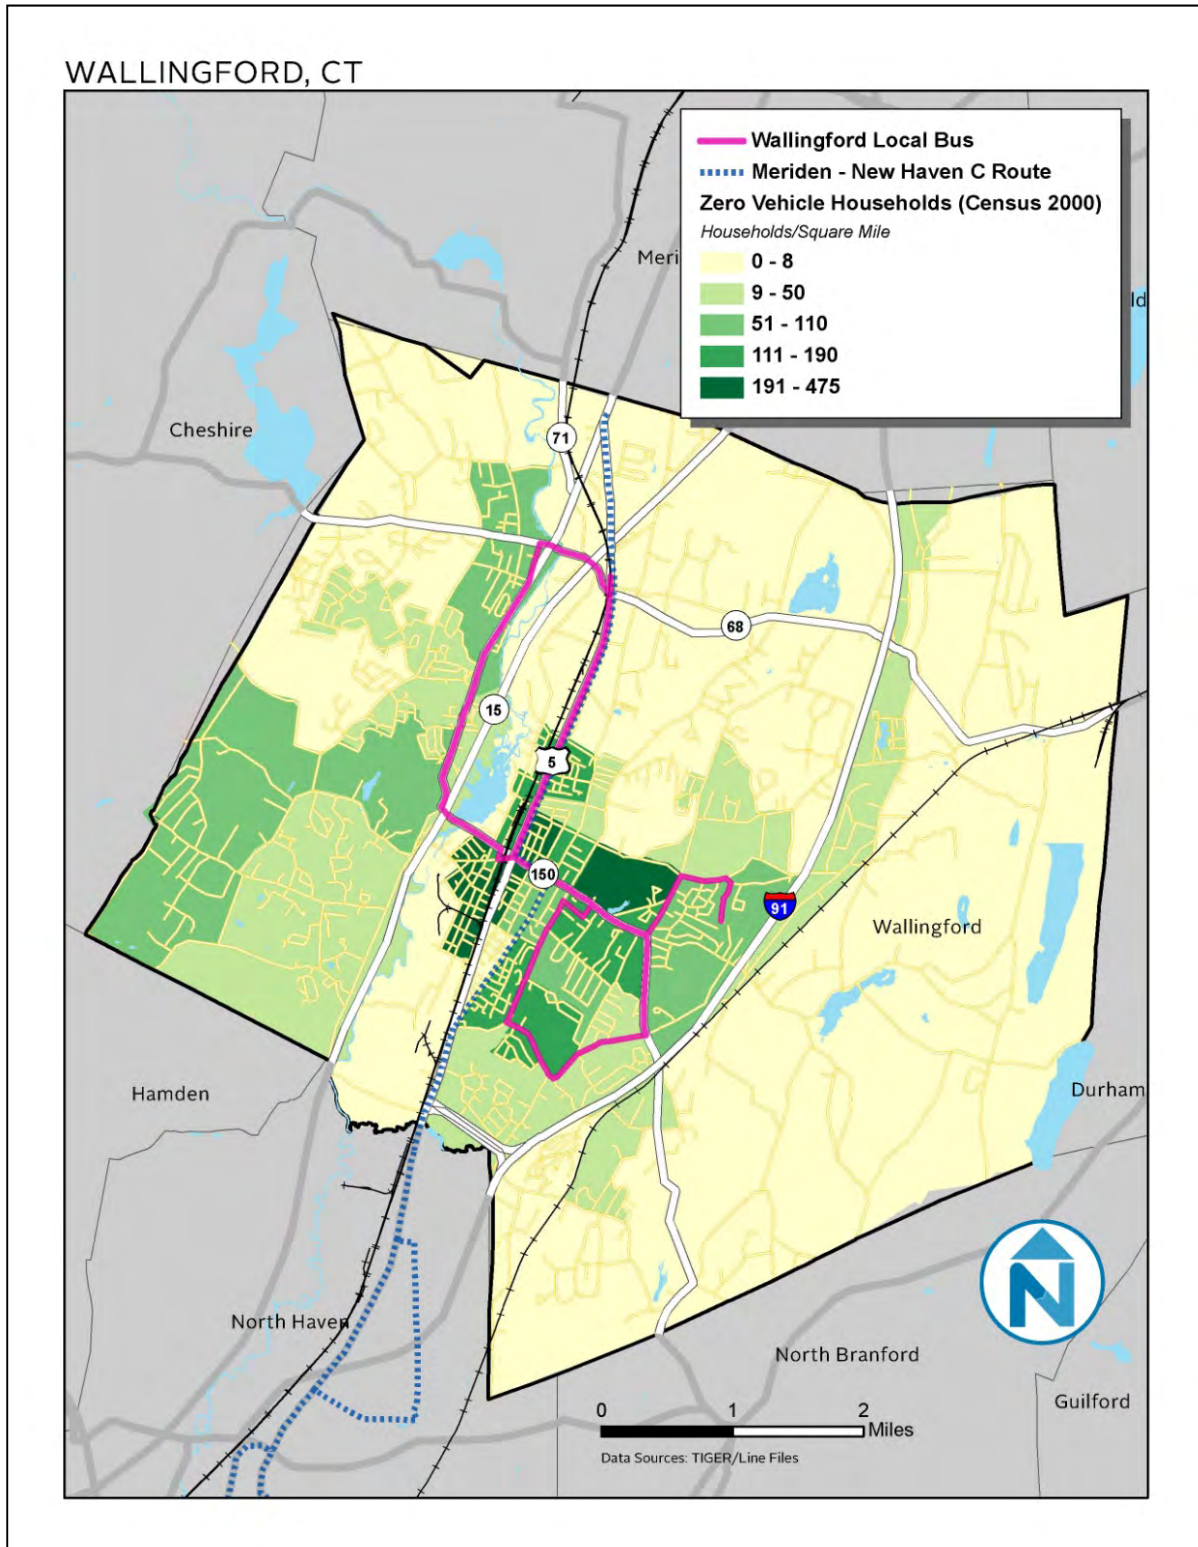 WALLINGFORD, CT
Wallingford Local Bus
Meriden - New Haven C Route
Zero Vehicle Households (Census 2000)
Households/Square Mile
0 - 8
9 - 50
51 - 110
111 - 190
191 - 475
Meri
ld
Cheshire
71
68
15
5
150
91
Wallingford
Hamden
Durham
North Haven
N
North Branford
Guilford
0 1 2
Miles
Data Sources: TIGER/Line Files